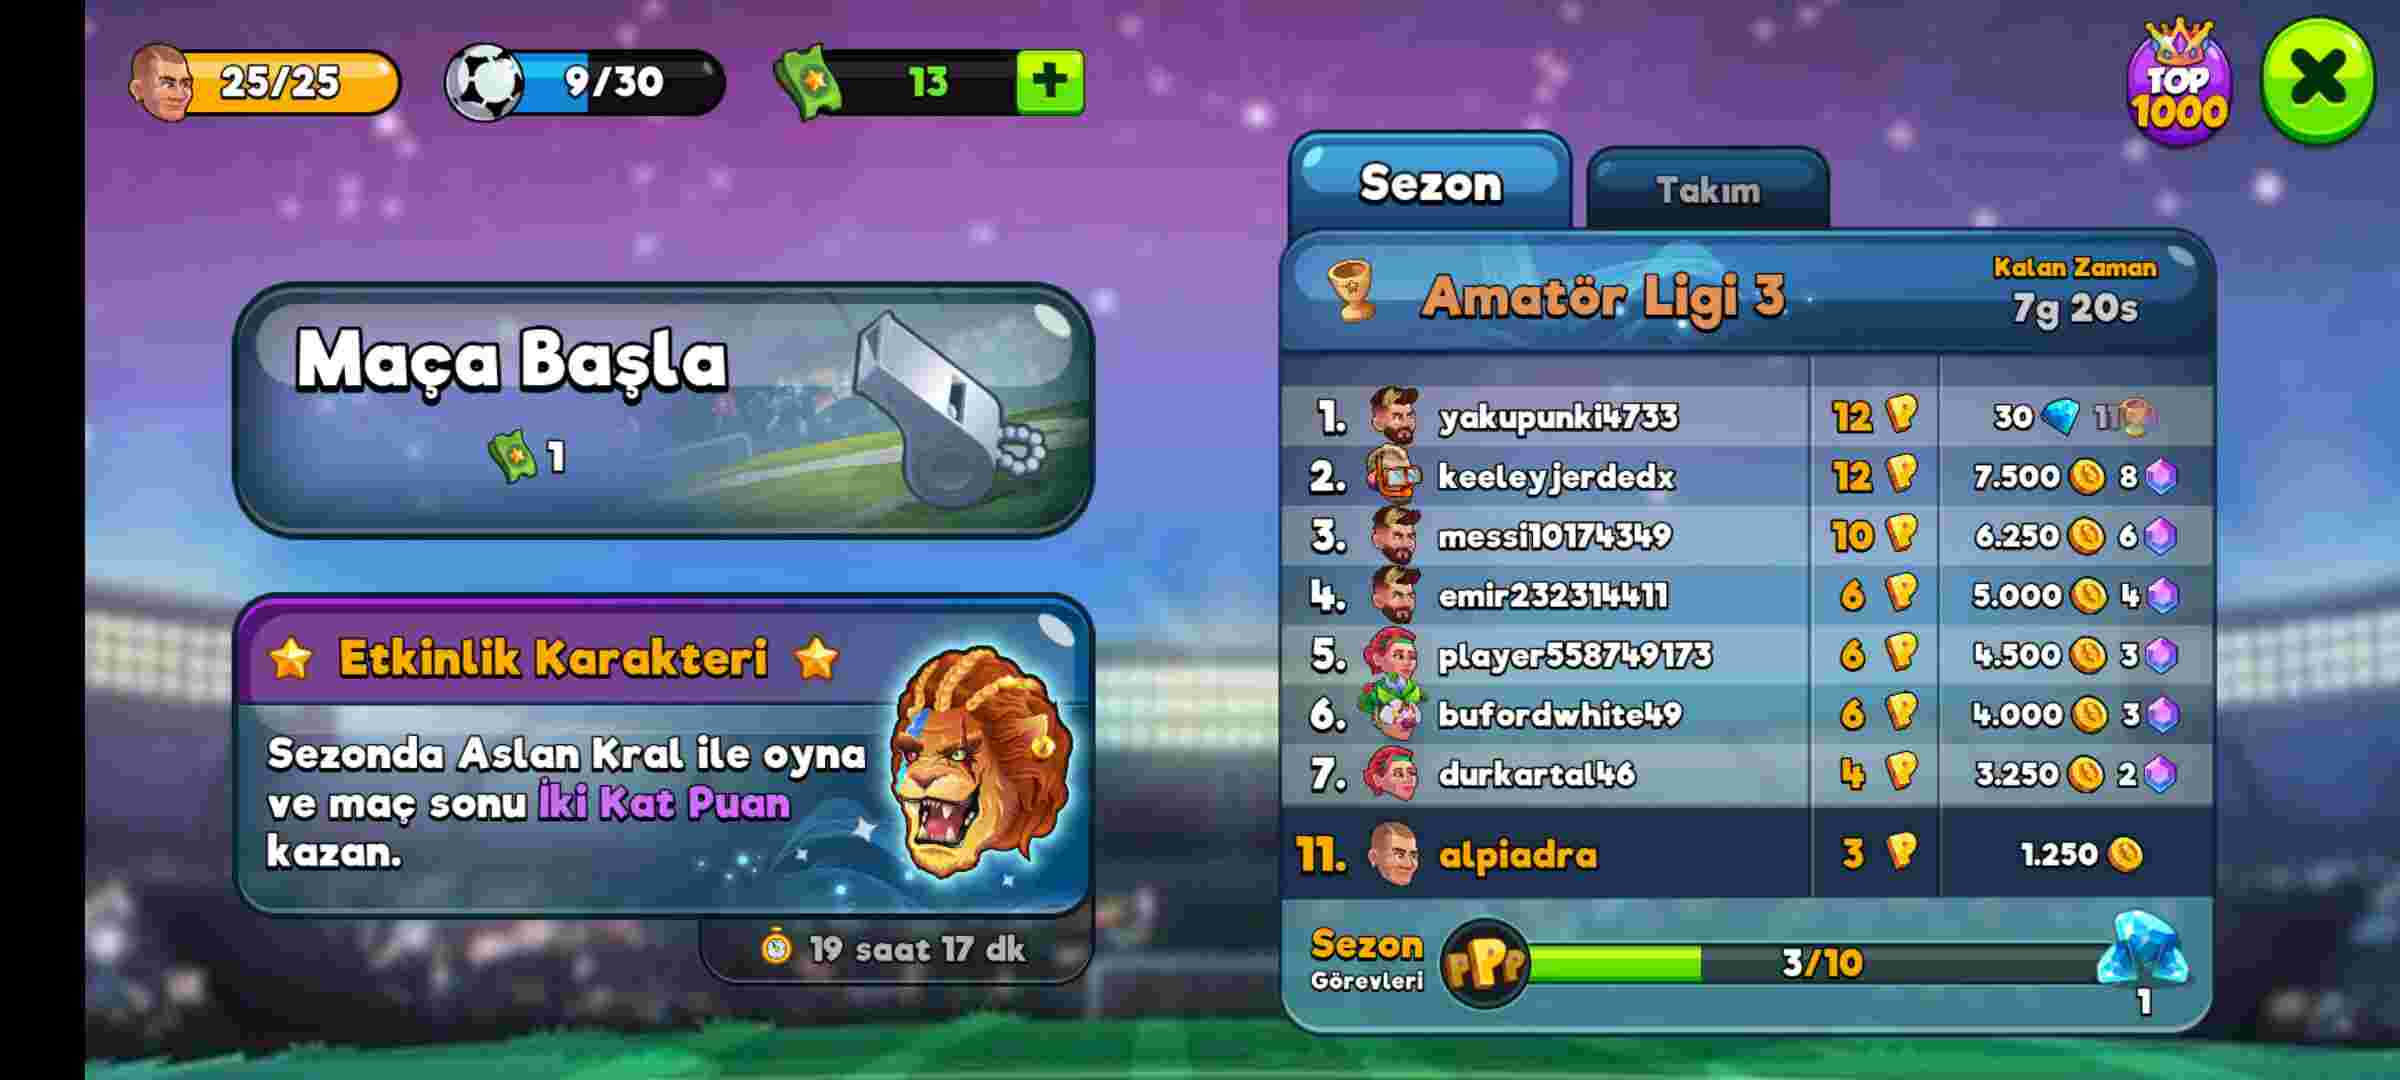 25/25
9/30
13
TOP
1000
Sezon
Takım
Maça Başla
1
Amatör Ligi 3
Kalan Zaman
7g 20s
1. yakupunki4733 12 30
2. keeleyjerdedx 12 7.500 8
3. messi10174349 10 6.250 6
4. emir232314411 6 5.000 4
5. player558749173 6 4.500 3
6. bufordwhite49 6 4.000 3
7. durkartal46 4 3.250 2
11. alpiadra 3 1.250
Etkinlik Karakteri
Sezonda Aslan Kral ile oyna
ve maç sonu İki Kat Puan
kazan.
19 saat 17 dk
Sezon
Görevleri
PPP
3/10
1